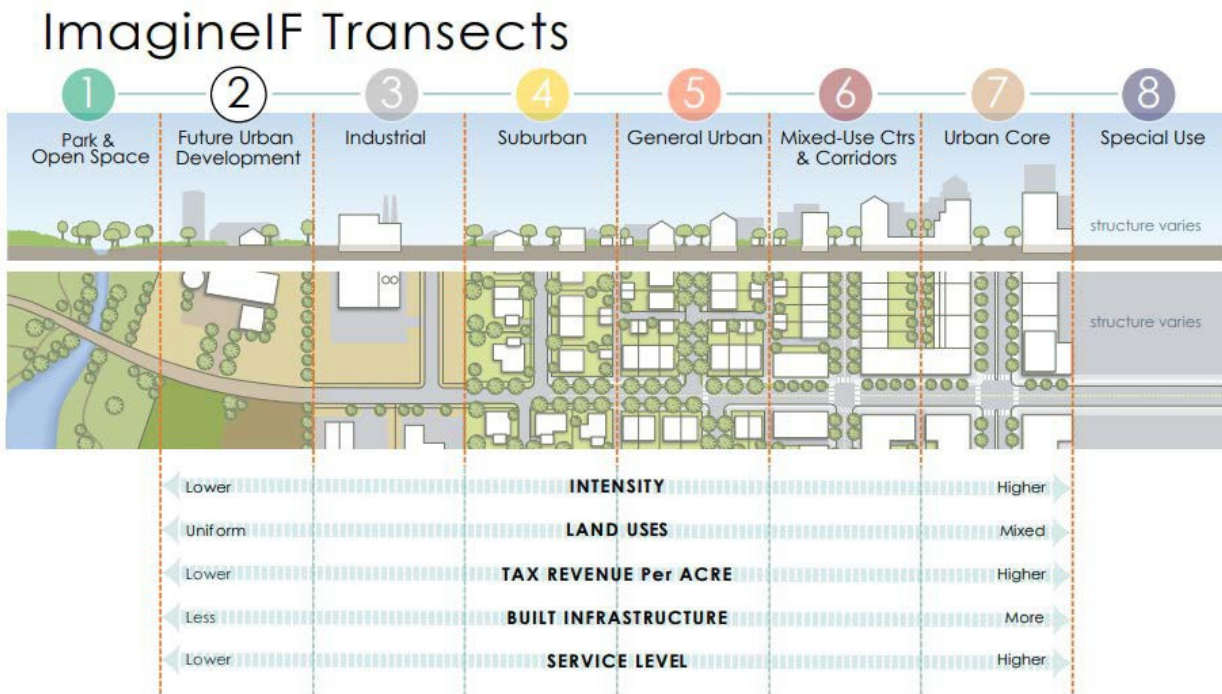 ImagineIF Transects
1 2 3 4 5 6 7 8
Park &
Open Space
Future Urban
Development
Industrial
Suburban
General Urban
Mixed-Use Ctrs
& Corridors
Urban Core
Special Use
structure varies
structure varies
Lower INTENSITY Higher
Uniform LAND USES Mixed
Lower TAX REVENUE Per ACRE Higher
Less BUILT INFRASTRUCTURE More
Lower SERVICE LEVEL Higher